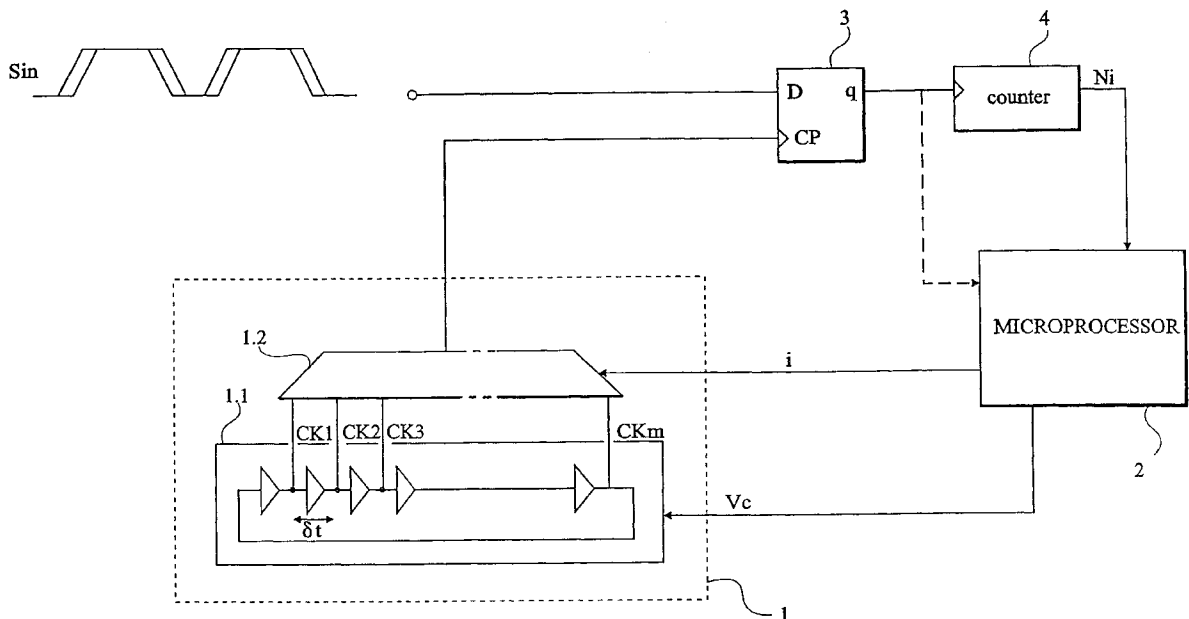 3
4
Sin
D
q
counter
Ni
CP
MICROPROCESSOR
1.2
i
1.1
CK1
CK2
CK3
CKm
2
Vc
δt
1